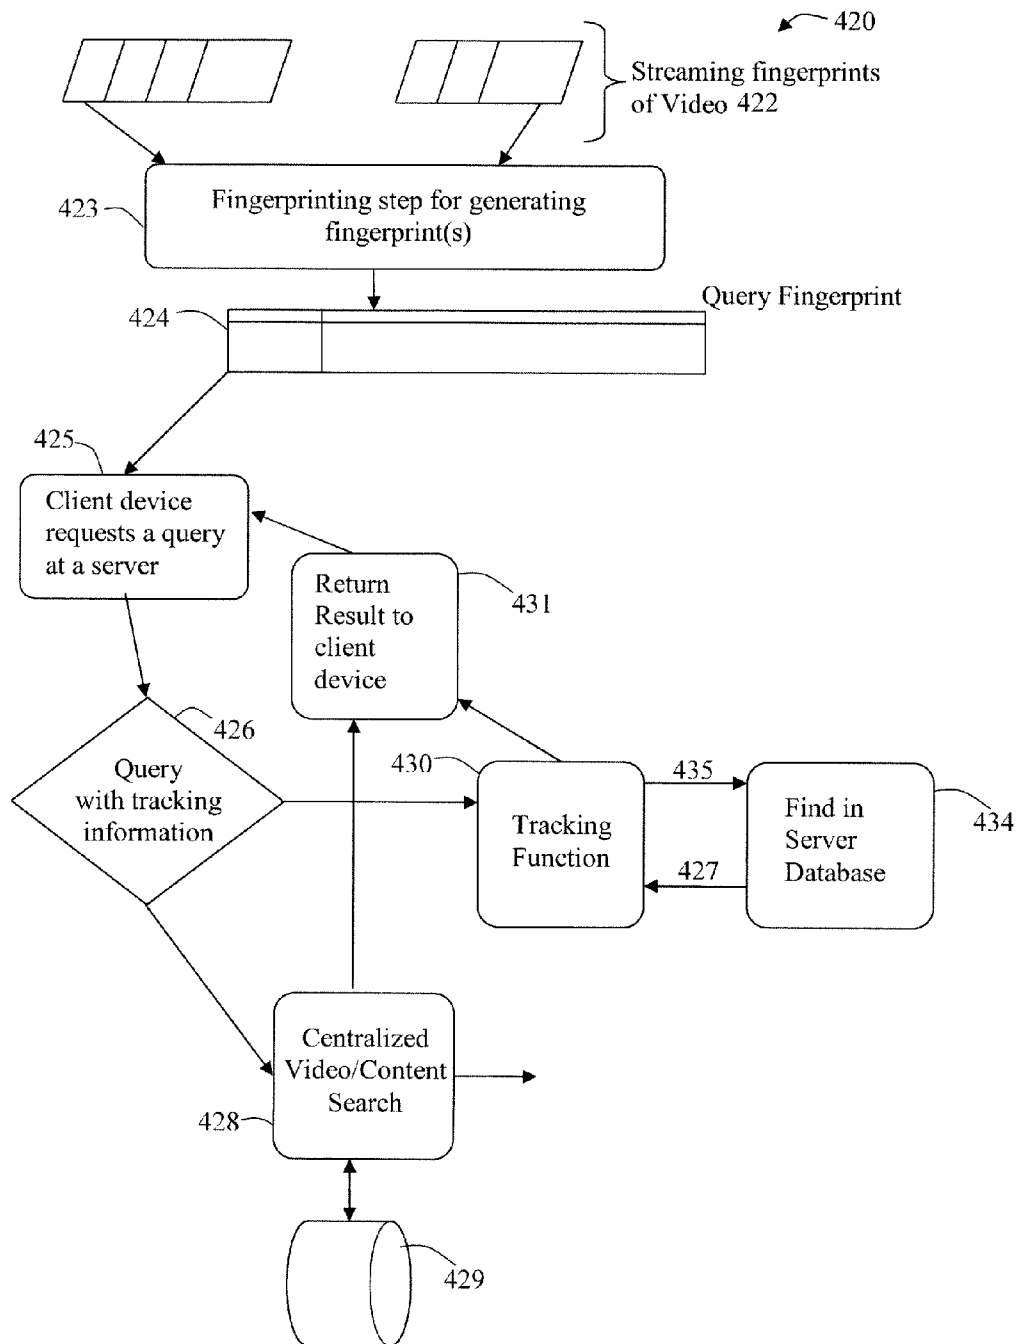 420
Streaming fingerprints
of Video 422
423
Fingerprinting step for generating
fingerprint(s)
Query Fingerprint
424
425
Client device
requests a query
at a server
Return
Result to
client
device
431
426
Query
with tracking
information
430
Tracking
Function
435
427
Find in
Server
Database
434
Centralized
Video/Content
Search
428
429